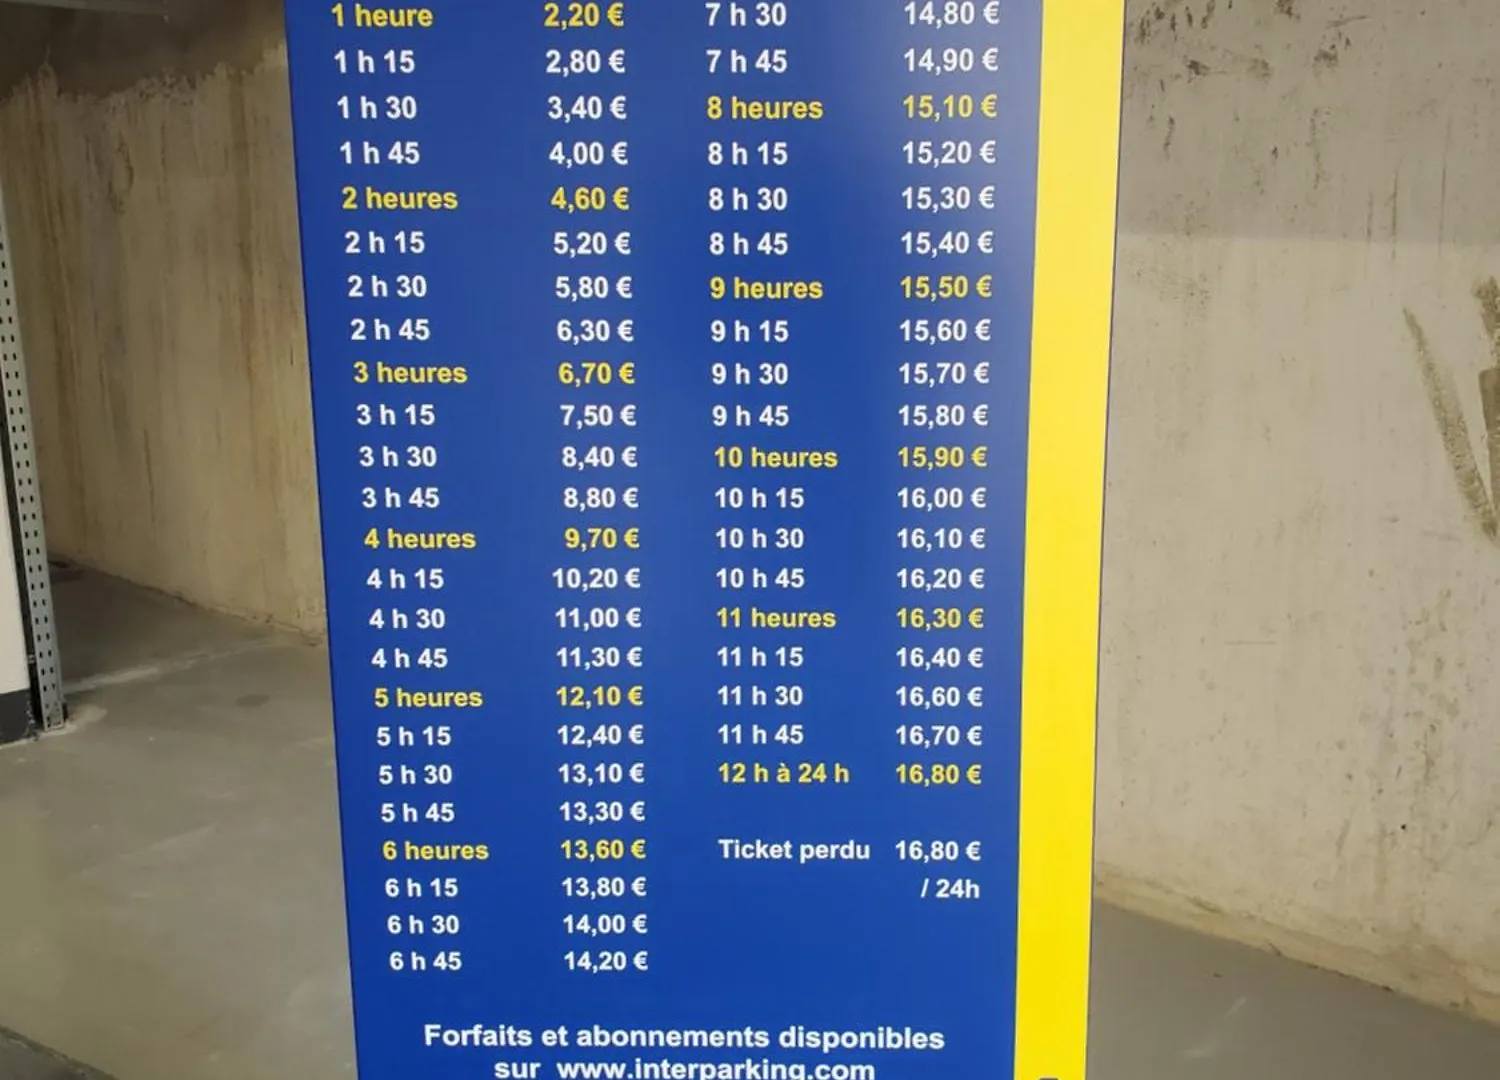 1 heure 2,20 €
1 h 15 2,80 €
1 h 30 3,40 €
1 h 45 4,00 €
2 heures 4,60 €
2 h 15 5,20 €
2 h 30 5,80 €
2 h 45 6,30 €
3 heures 6,70 €
3 h 15 7,50 €
3 h 30 8,40 €
3 h 45 8,80 €
4 heures 9,70 €
4 h 15 10,20 €
4 h 30 11,00 €
4 h 45 11,30 €
5 heures 12,10 €
5 h 15 12,40 €
5 h 30 13,10 €
5 h 45 13,30 €
6 heures 13,60 €
6 h 15 13,80 €
6 h 30 14,00 €
6 h 45 14,20 €
7 h 30 14,80 €
7 h 45 14,90 €
8 heures 15,10 €
8 h 15 15,20 €
8 h 30 15,30 €
8 h 45 15,40 €
9 heures 15,50 €
9 h 15 15,60 €
9 h 30 15,70 €
9 h 45 15,80 €
10 heures 15,90 €
10 h 15 16,00 €
10 h 30 16,10 €
10 h 45 16,20 €
11 heures 16,30 €
11 h 15 16,40 €
11 h 30 16,60 €
11 h 45 16,70 €
12 h à 24 h 16,80 €
Ticket perdu 16,80 €
/ 24h
Forfaits et abonnements disponibles
sur www.interparking.com